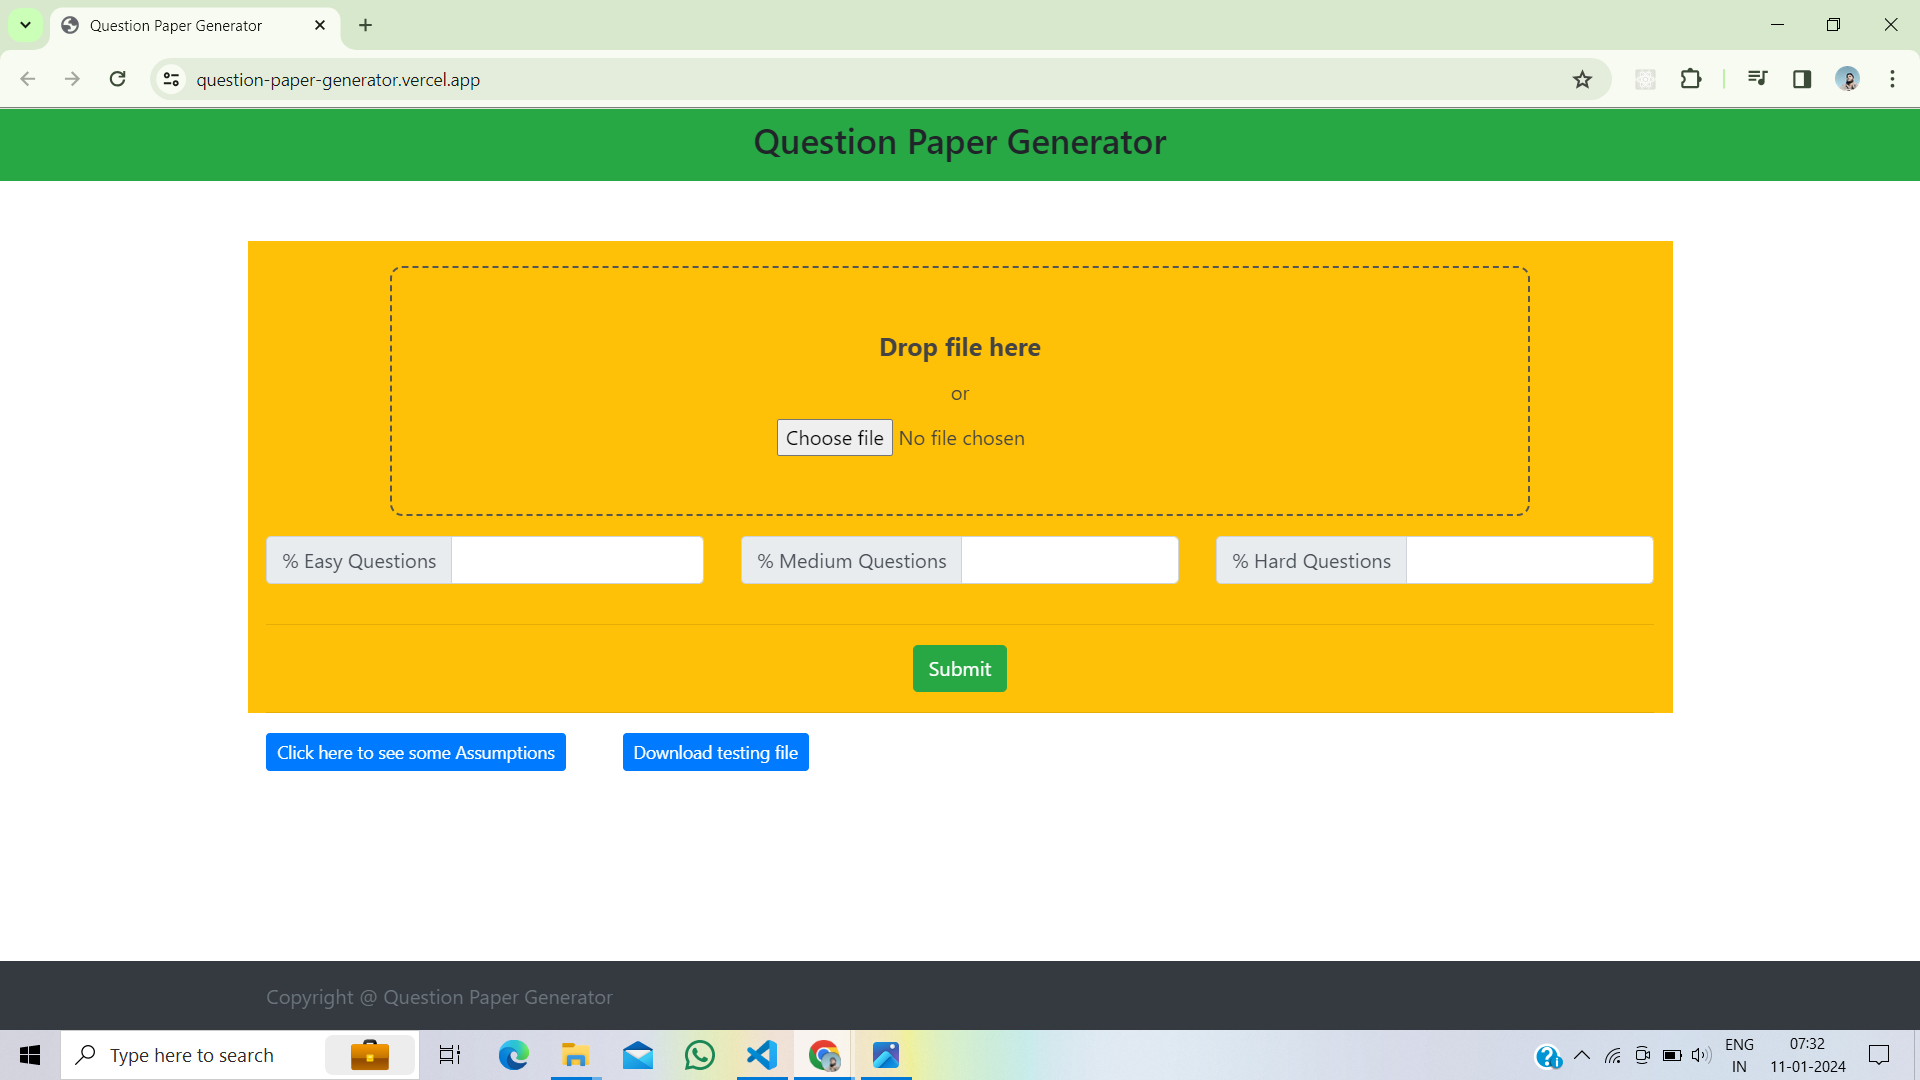 Question Paper Generator
question-paper-generator.vercel.app
Question Paper Generator
Drop file here
or
Choose file No file chosen
% Easy Questions % Medium Questions % Hard Questions
Submit
Click here to see some Assumptions Download testing file
Copyright @ Question Paper Generator
Type here to search
ENG 07:32
IN 11-01-2024